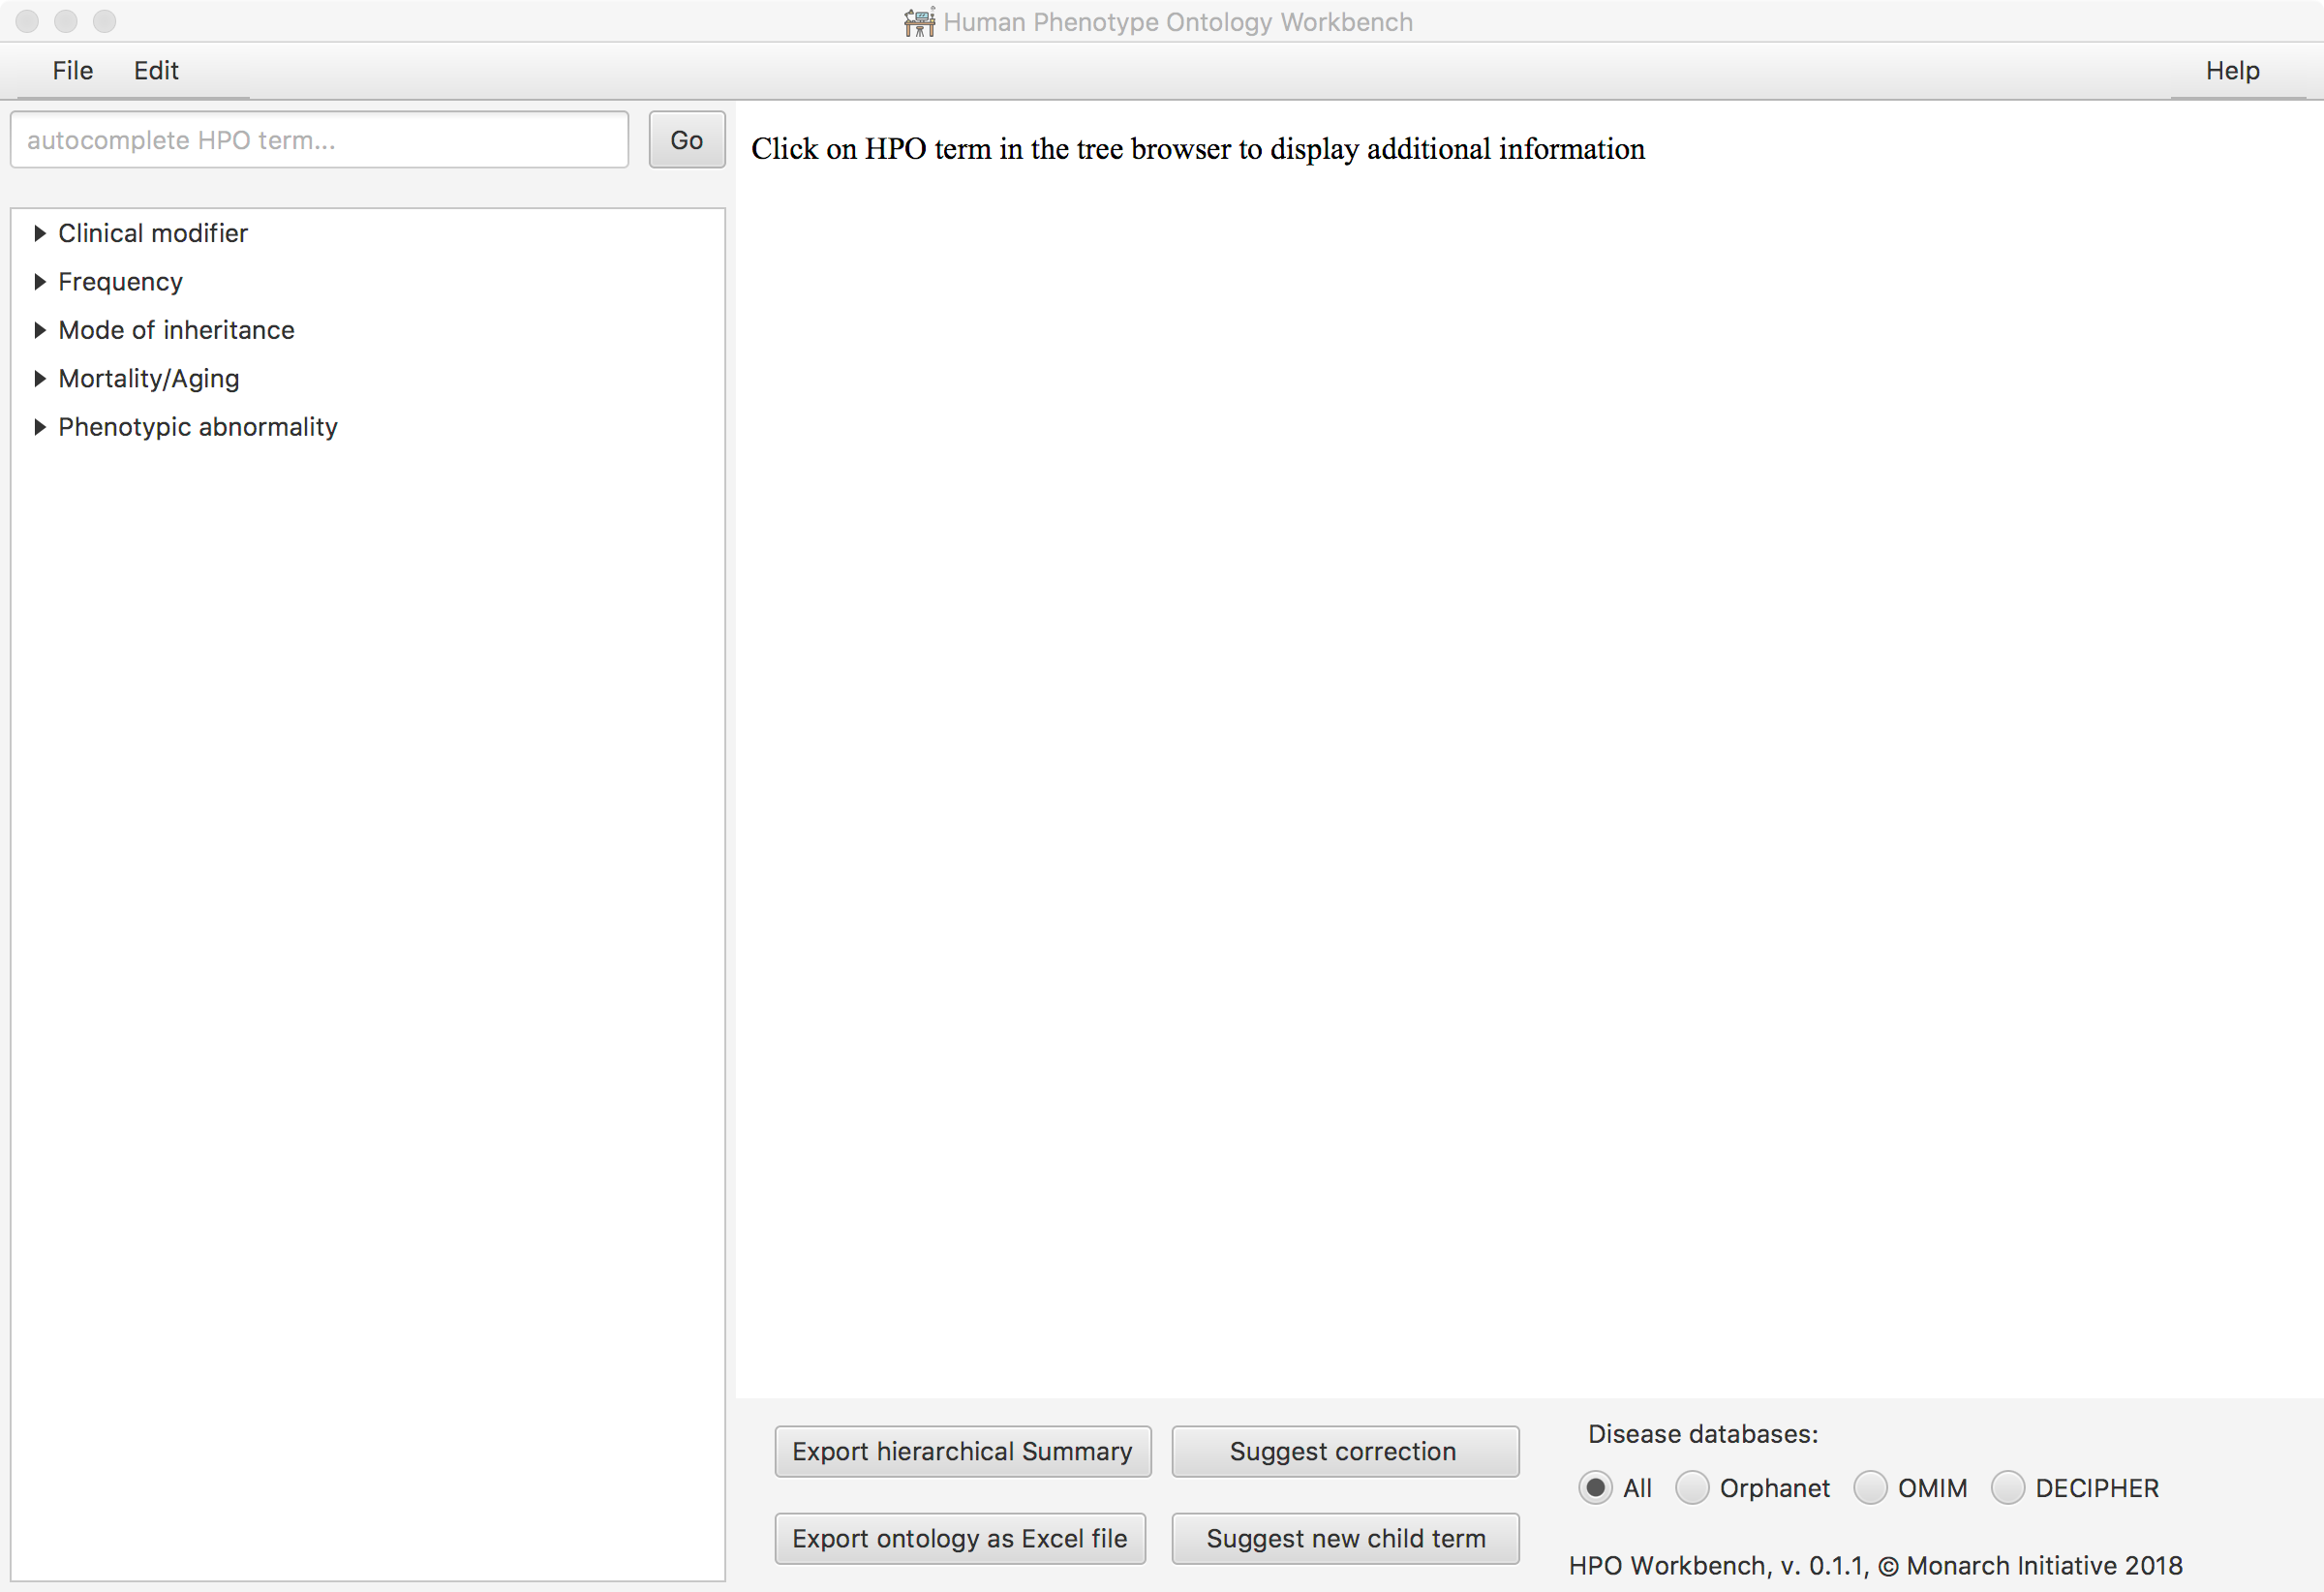 Human Phenotype Ontology Workbench
File Edit Help
autocomplete HPO term... Go
Clinical modifier
Frequency
Mode of inheritance
Mortality/Aging
Phenotypic abnormality
Click on HPO term in the tree browser to display additional information
Export hierarchical Summary Suggest correction
Export ontology as Excel file Suggest new child term
Disease databases:
All Orphanet OMIM DECIPHER
HPO Workbench, v. 0.1.1, © Monarch Initiative 2018